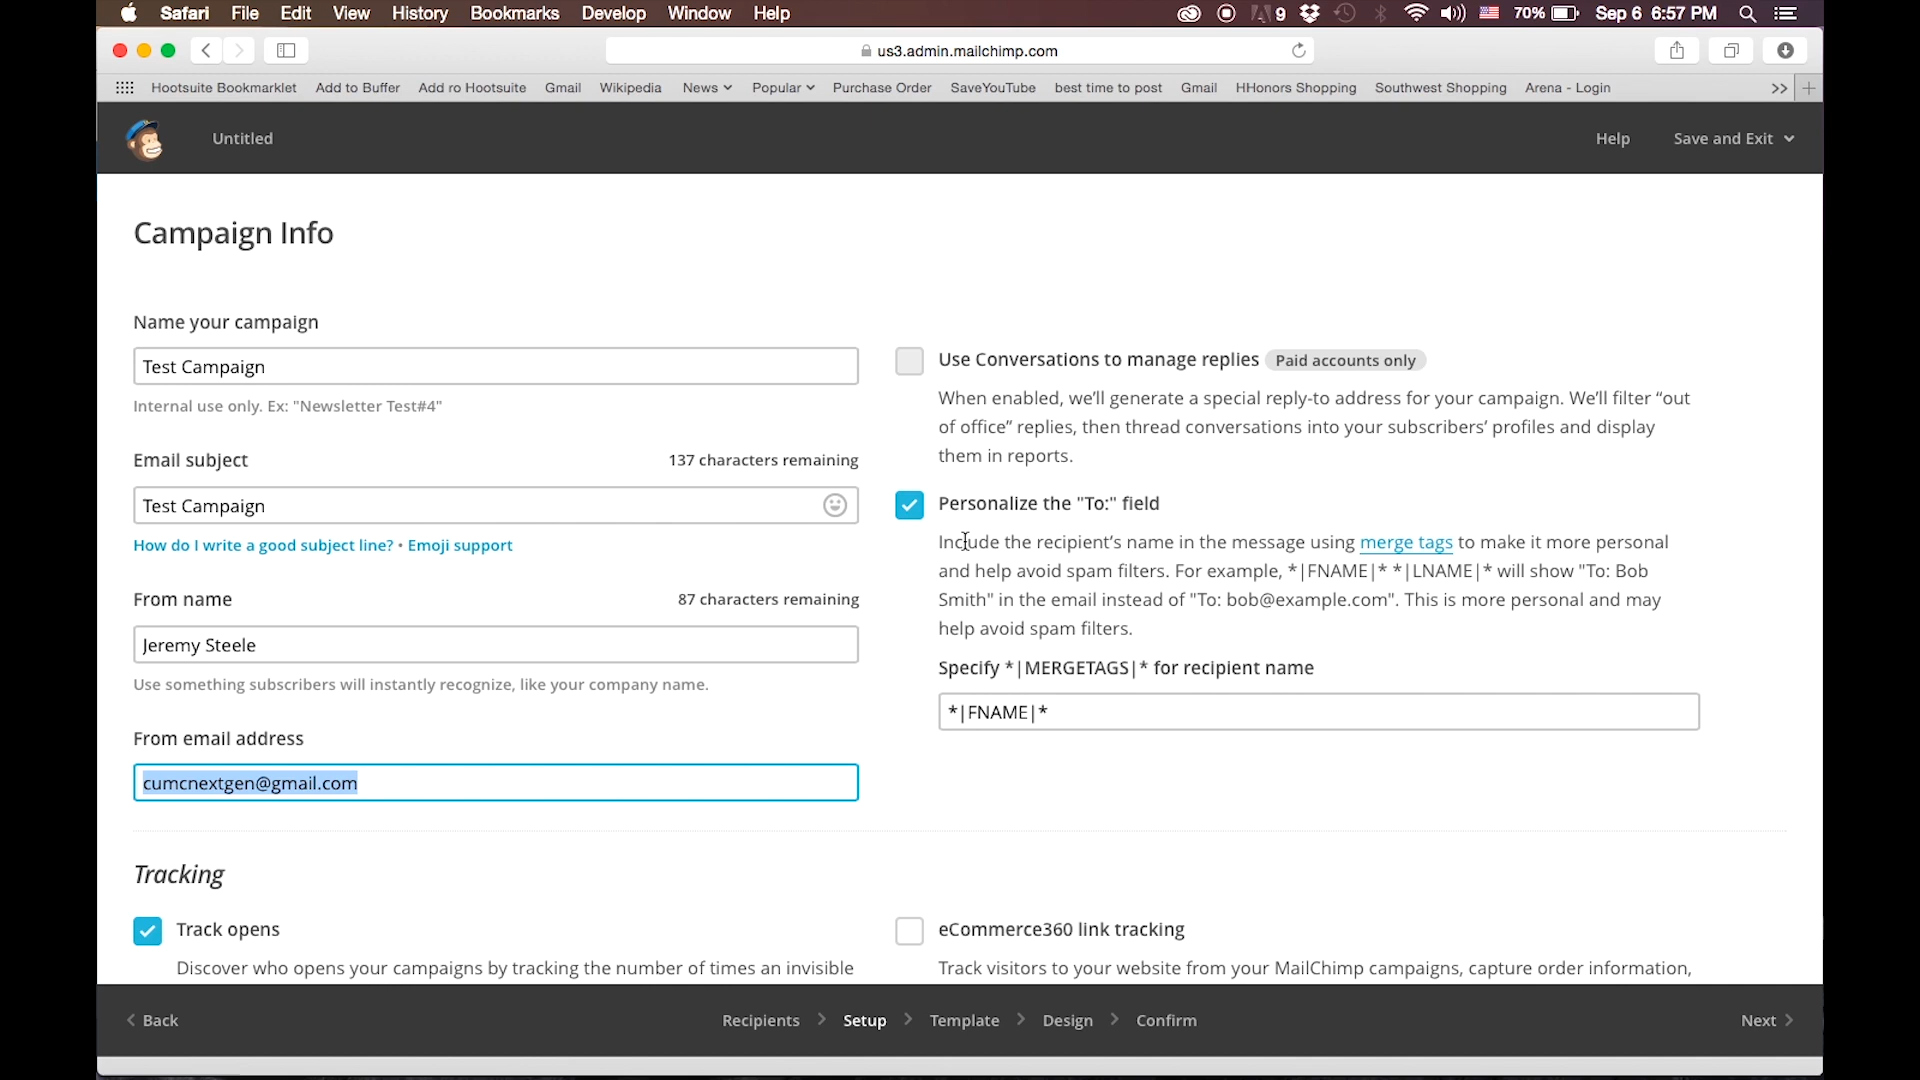 Safari File Edit View History Bookmarks Develop Window Help 9 70% Sep 6 6:57 PM
us3.admin.mailchimp.com
Hootsuite Bookmarklet Add to Buffer Add ro Hootsuite Gmail Wikipedia News Popular Purchase Order SaveYouTube best time to post Gmail HHonors Shopping Southwest Shopping Arena - Login >> +
Untitled Help Save and Exit
Campaign Info
Name your campaign
Test Campaign
Internal use only. Ex: "Newsletter Test#4"
Email subject 137 characters remaining
Test Campaign
How do I write a good subject line? • Emoji support
From name 87 characters remaining
Jeremy Steele
Use something subscribers will instantly recognize, like your company name.
From email address
cumcnextgen@gmail.com
Use Conversations to manage replies Paid accounts only
When enabled, we’ll generate a special reply-to address for your campaign. We’ll filter “out
of office” replies, then thread conversations into your subscribers’ profiles and display
them in reports.
Personalize the "To:" field
Include the recipient’s name in the message using merge tags to make it more personal
and help avoid spam filters. For example, *|FNAME|* *|LNAME|* will show "To: Bob
Smith" in the email instead of "To: bob@example.com". This is more personal and may
help avoid spam filters.
Specify *|MERGETAGS|* for recipient name
*|FNAME|*
Tracking
Track opens
Discover who opens your campaigns by tracking the number of times an invisible
eCommerce360 link tracking
Track visitors to your website from your MailChimp campaigns, capture order information,
< Back Recipients > Setup > Template > Design > Confirm Next >